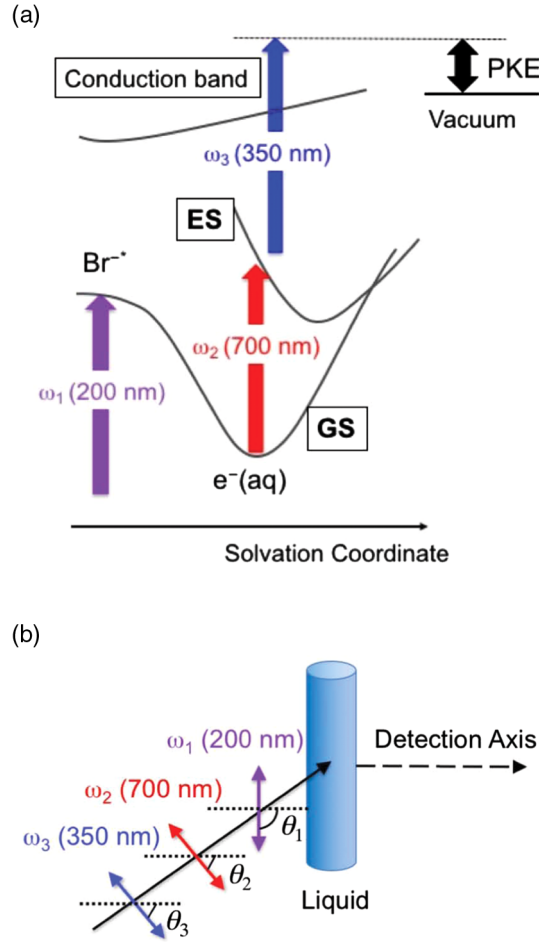 (a)
PKE
Conduction band
Vacuum
ω₃ (350 nm)
ES
Br⁻*
ω₂ (700 nm)
ω₁ (200 nm)
GS
e⁻(aq)
Solvation Coordinate
(b)
ω₁ (200 nm)
Detection Axis
ω₂ (700 nm)
ω₃ (350 nm)
θ₁
θ₂
θ₃
Liquid